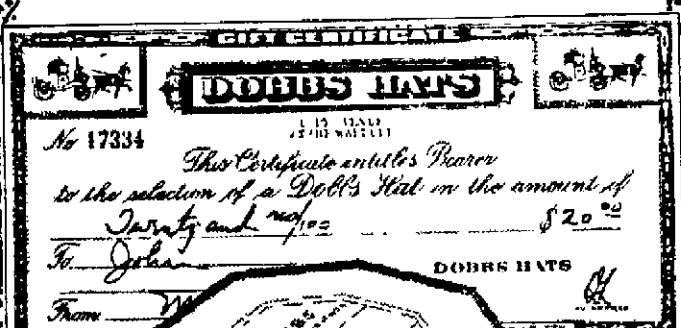 GIFT CERTIFICATE
DOBBS HATS
No 17334
This Certificate entitles Bearer
to the selection of a Dobbs Hat in the amount of
Twenty and no/100 $20.00
To John
DOBBS HATS
From